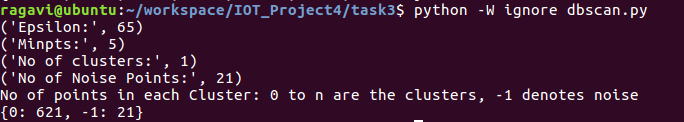 ragavi@ubuntu:~/workspace/IOT_Project4/task3$ python -W ignore dbscan.py
('Epsilon:', 65)
('Minpts:', 5)
('No of clusters:', 1)
('No of Noise Points:', 21)
No of points in each Cluster: 0 to n are the clusters, -1 denotes noise
{0: 621, -1: 21}